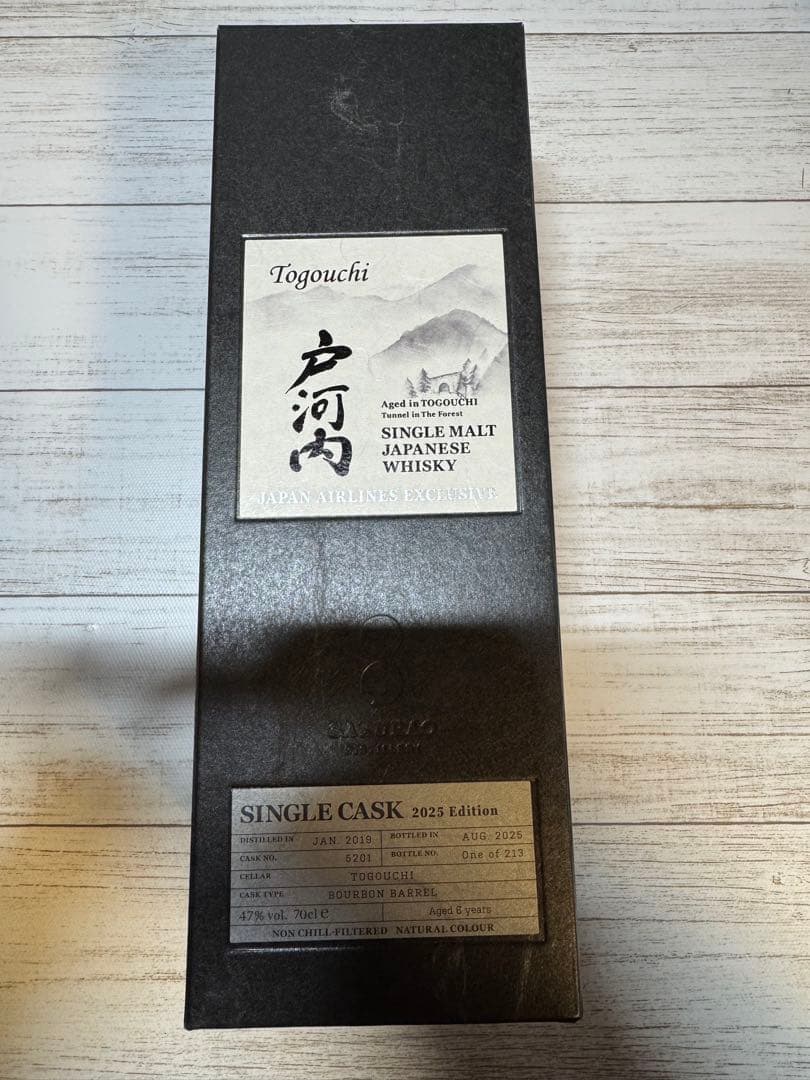 Togouchi
戸河内
Aged in TOGOUCHI
Tunnel in The Forest
SINGLE MALT
JAPANESE
WHISKY
JAPAN AIRLINES EXCLUSIVE
SAKURAO
DISTILLERY
SINGLE CASK 2025 Edition
DISTILLED IN JAN. 2019 BOTTLED IN AUG. 2025
CASK NO. 5201 BOTTLE NO. One of 213
CELLAR TOGOUCHI
CASK TYPE BOURBON BARREL
47% vol. 70cl e Aged 6 years
NON CHILL-FILTERED NATURAL COLOUR